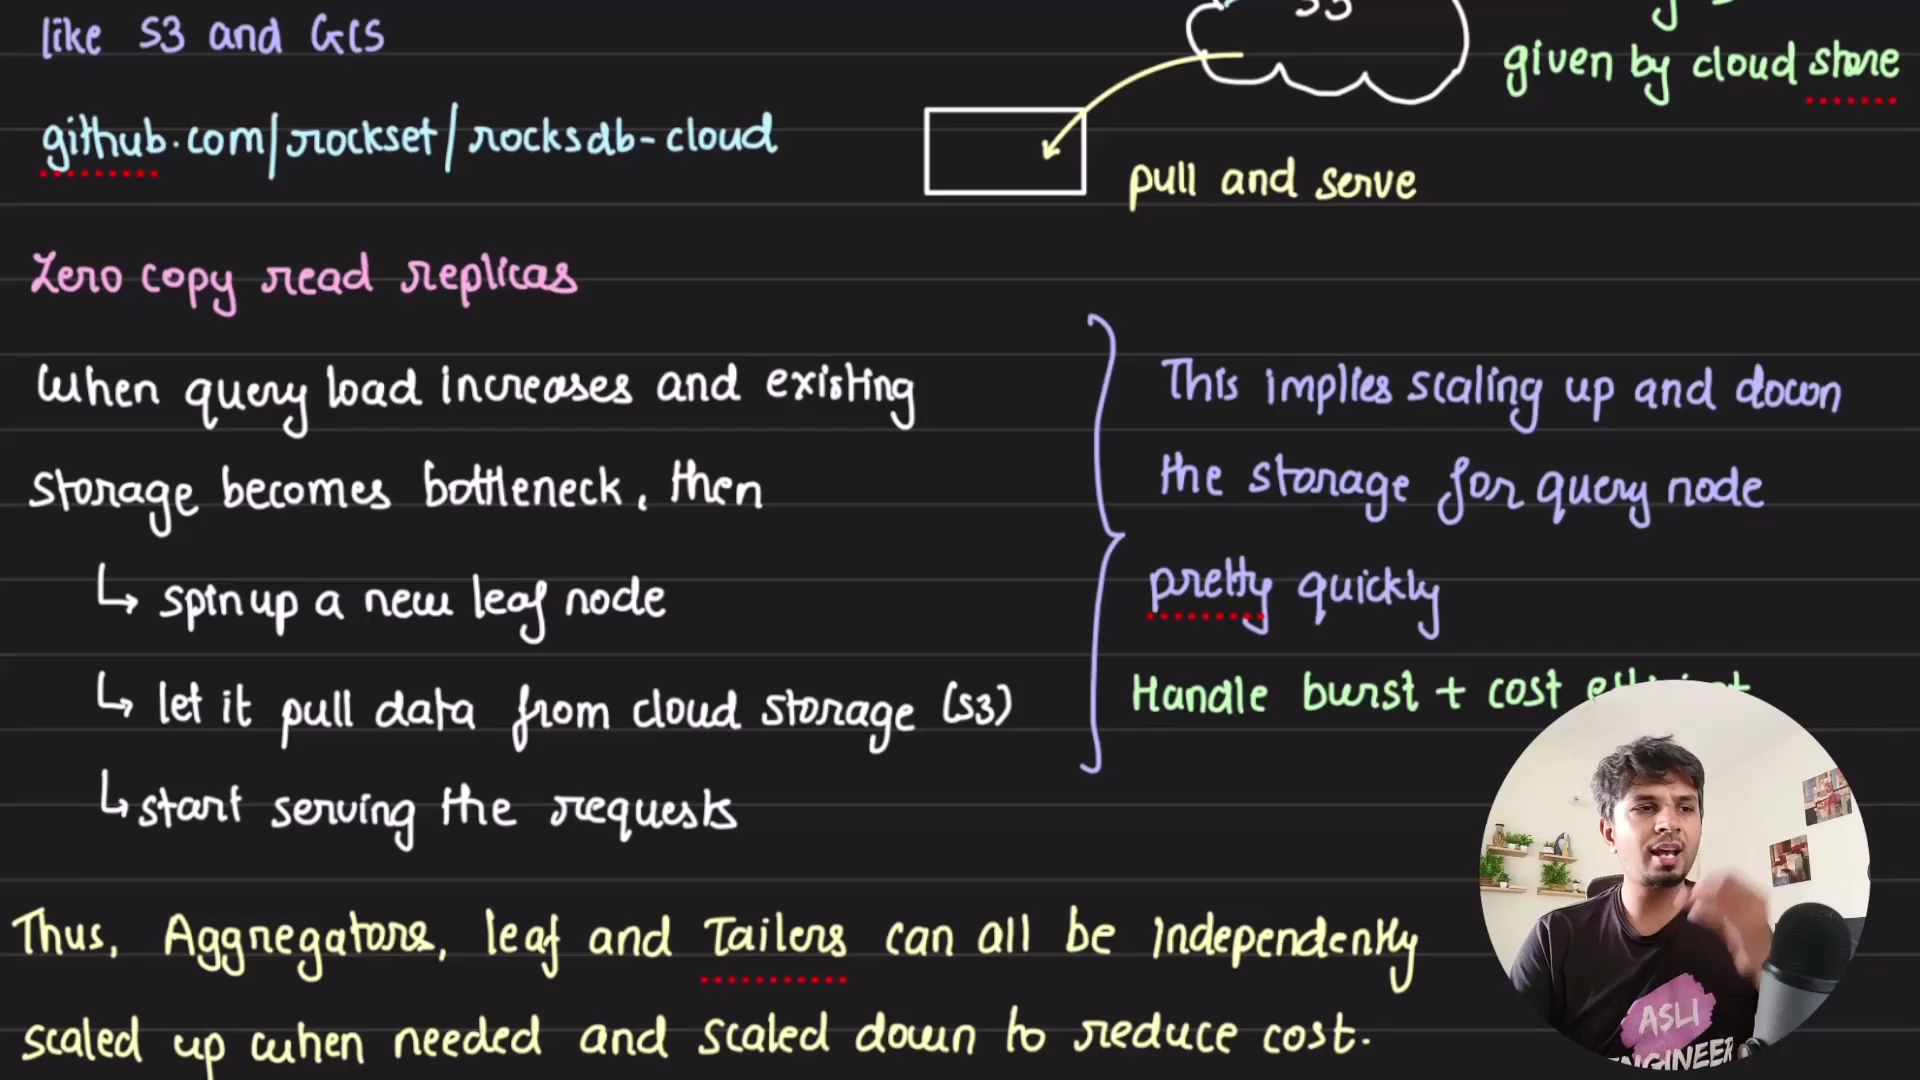 S3
like S3 and GCS
given by cloud store
github.com/rockset/rocksdb-cloud
pull and serve
Zero copy read replicas
When query load increases and existing
storage becomes bottleneck, then
↳ spin up a new leaf node
↳ let it pull data from cloud storage (S3)
↳ start serving the requests
This implies scaling up and down
the storage for query node
pretty quickly
Handle burst + cost
Thus, Aggregators, leaf and Tailers can all be independently
scaled up when needed and scaled down to reduce cost.
ASLI
ENGINEER